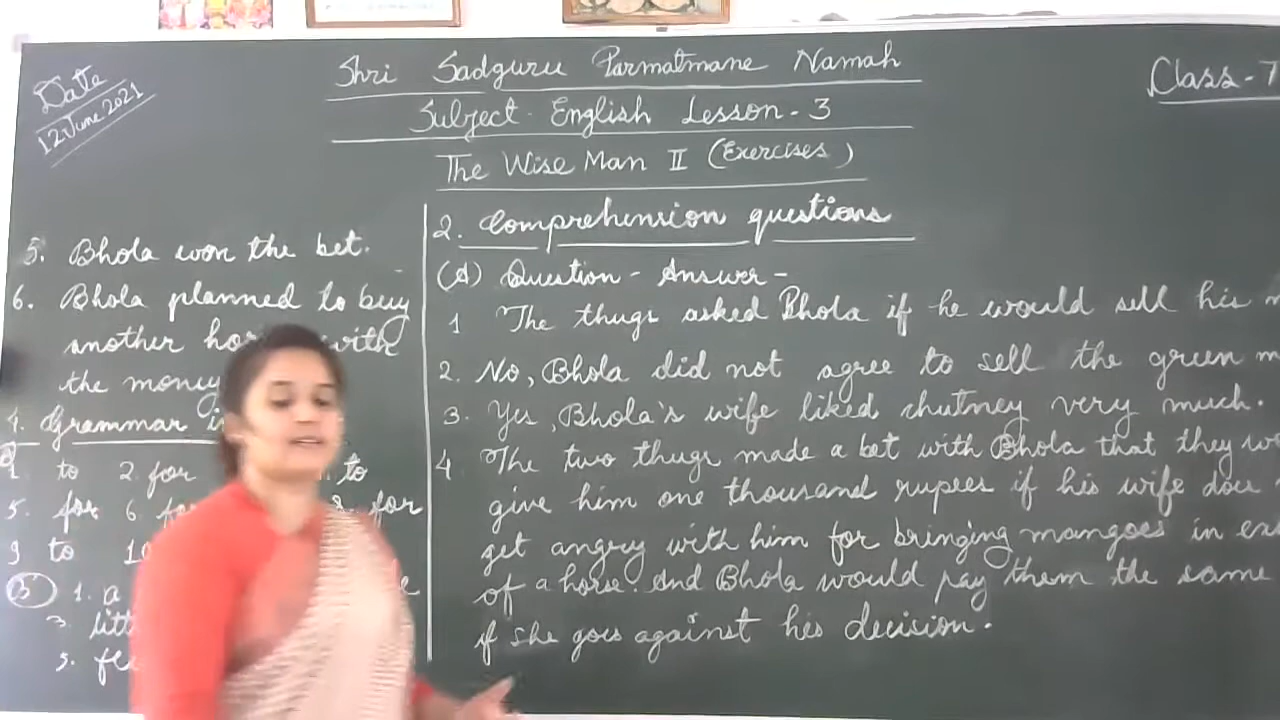 Date
12 June 2021
Shri Sadguru Parmatmane Namah
Subject - English Lesson - 3
Class - 7
The Wise Man II (Exercises)
5. Bhola won the bet.
6. Bhola planned to buy
another with
the money
4. Grammar
1 to 2. for to
5. for 6. for 8. for
9 to 10
B 1. a
3.
5.
2. Comprehension questions
(A) Question - Answer -
1 The thugs asked Bhola if he would sell his
2. No, Bhola did not agree to sell the green
3. Yes, Bhola's wife liked chutney very much.
4 The two thugs made a bet with Bhola that they
give him one thousand rupees if his wife does
get angry with him for bringing mangoes in
of a horse. And Bhola would pay them the same
if she goes against his decision.